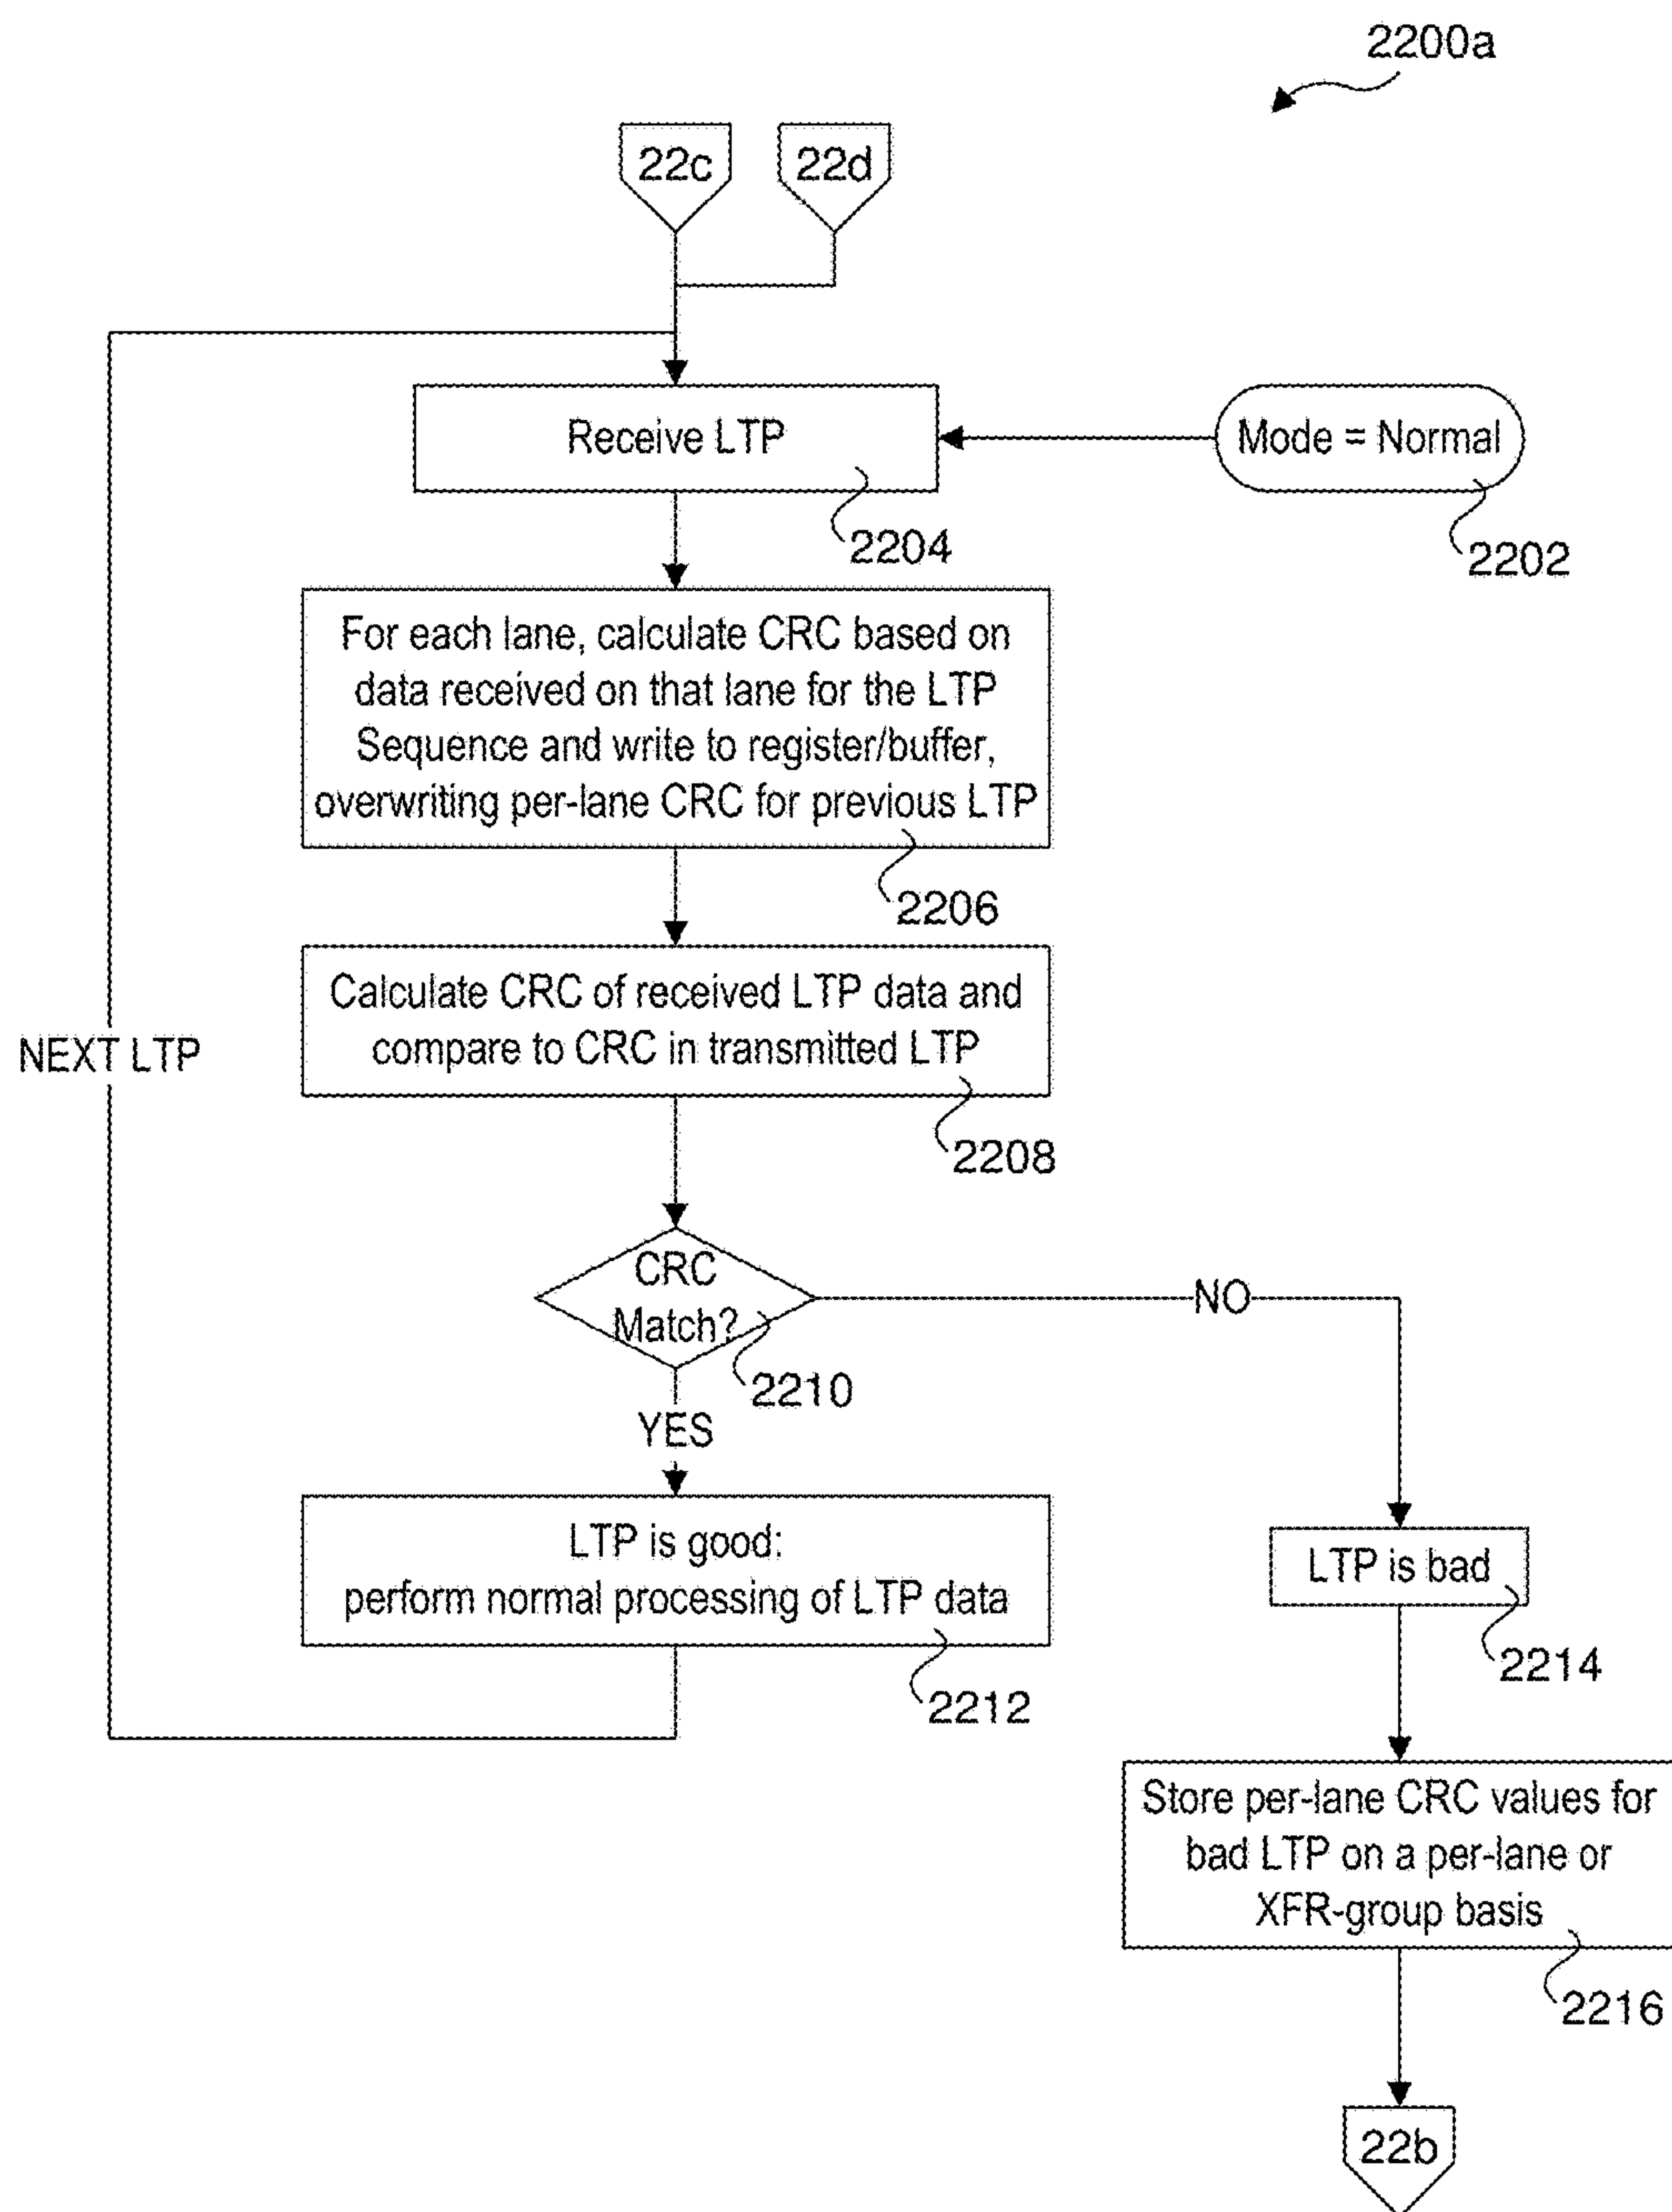 2200a
22c
22d
Receive LTP
Mode = Normal
2204
2202
For each lane, calculate CRC based on
data received on that lane for the LTP
Sequence and write to register/buffer,
overwriting per-lane CRC for previous LTP
2206
Calculate CRC of received LTP data and
compare to CRC in transmitted LTP
NEXT LTP
2208
CRC
Match?
NO
2210
YES
LTP is good:
perform normal processing of LTP data
LTP is bad
2214
2212
Store per-lane CRC values for
bad LTP on a per-lane or
XFR-group basis
2216
22b